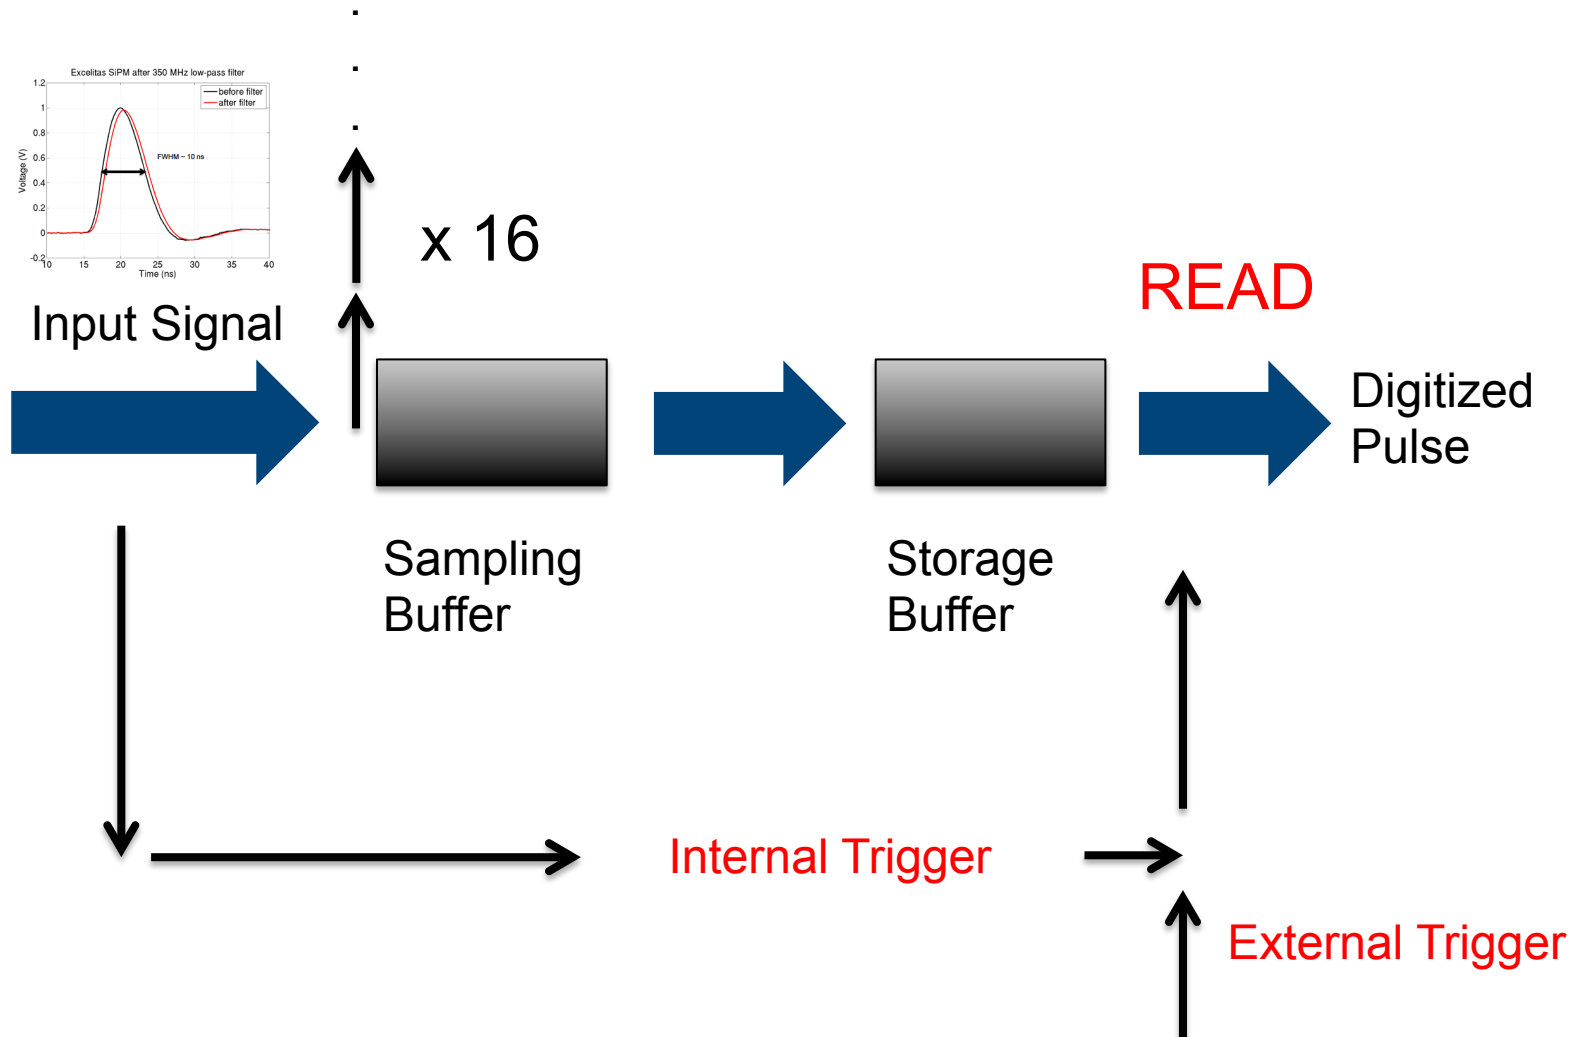 Excelitas SiPM after 350 MHz low-pass filter
before filter
after filter
FWHM ~ 10 ns
Voltage (V)
1.2
1
0.8
0.6
0.4
0.2
0
-0.2
10 15 20 25 30 35 40
Time (ns)
x 16
Input Signal
READ
Digitized
Pulse
Sampling
Buffer
Storage
Buffer
Internal Trigger
External Trigger